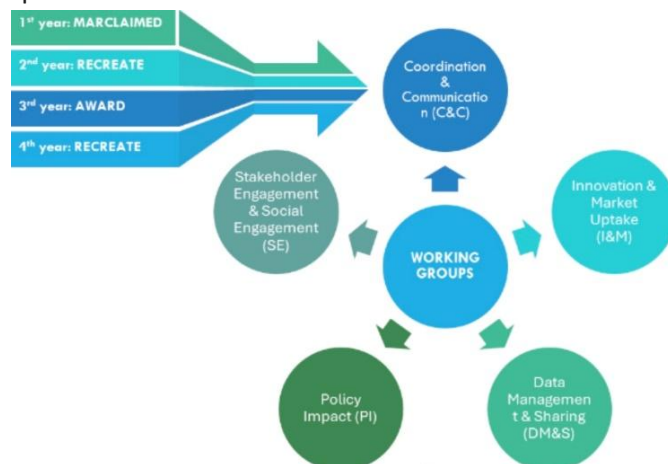 1st year: MARCLAIMED
2nd year: RECREATE
3rd year: AWARD
4th year: RECREATE
Coordination
&
Communicatio
n (C&C)
Stakeholder
Engagement
& Social
Engagement
(SE)
Innovation &
Market
Uptake
(I&M)
WORKING
GROUPS
Policy
Impact (PI)
Data
Managemen
t & Sharing
(DM&S)